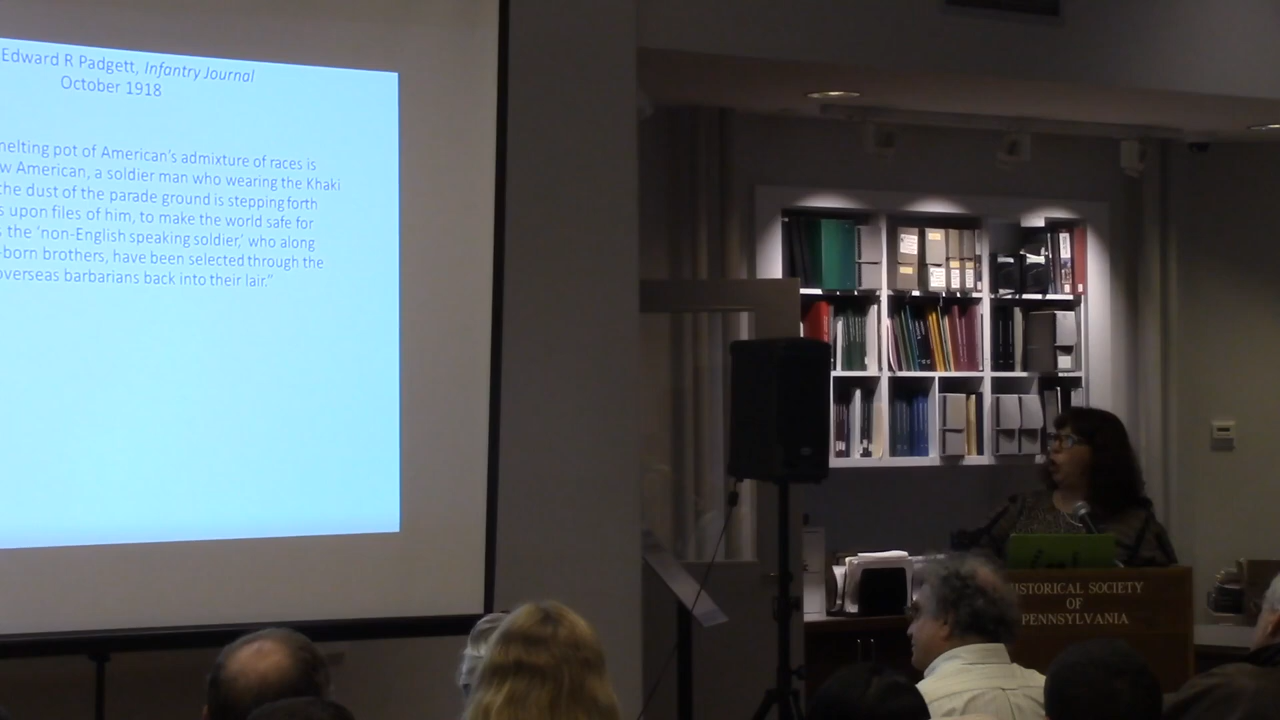 Edward R Padgett, Infantry Journal
October 1918
melting pot of American's admixture of races is
w American, a soldier man who wearing the Khaki
the dust of the parade ground is stepping forth
s upon files of him, to make the world safe for
the 'non-English speaking soldier,' who along
-born brothers, have been selected through the
overseas barbarians back into their lair."
HISTORICAL SOCIETY
OF
PENNSYLVANIA